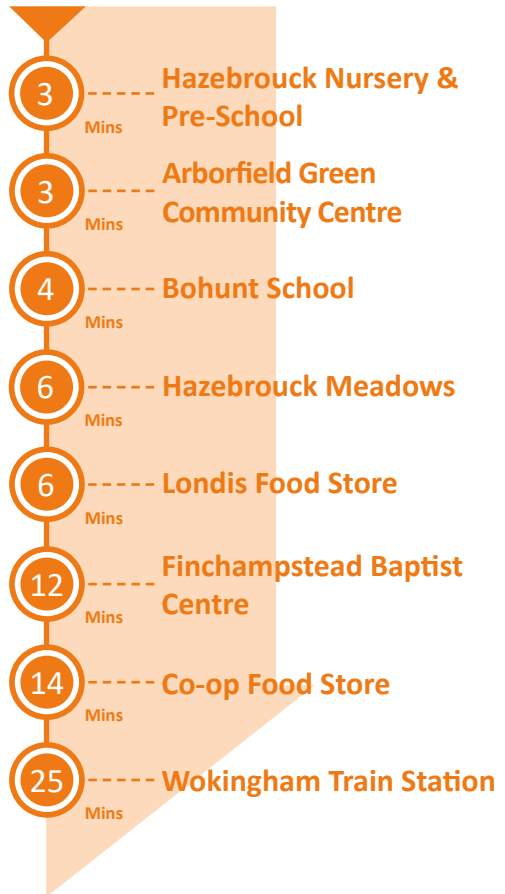 3
Mins
Hazebrouck Nursery &
Pre-School
3
Mins
Arborfield Green
Community Centre
4
Mins
Bohunt School
6
Mins
Hazebrouck Meadows
6
Mins
Londis Food Store
12
Mins
Finchampstead Baptist
Centre
14
Mins
Co-op Food Store
25
Mins
Wokingham Train Station